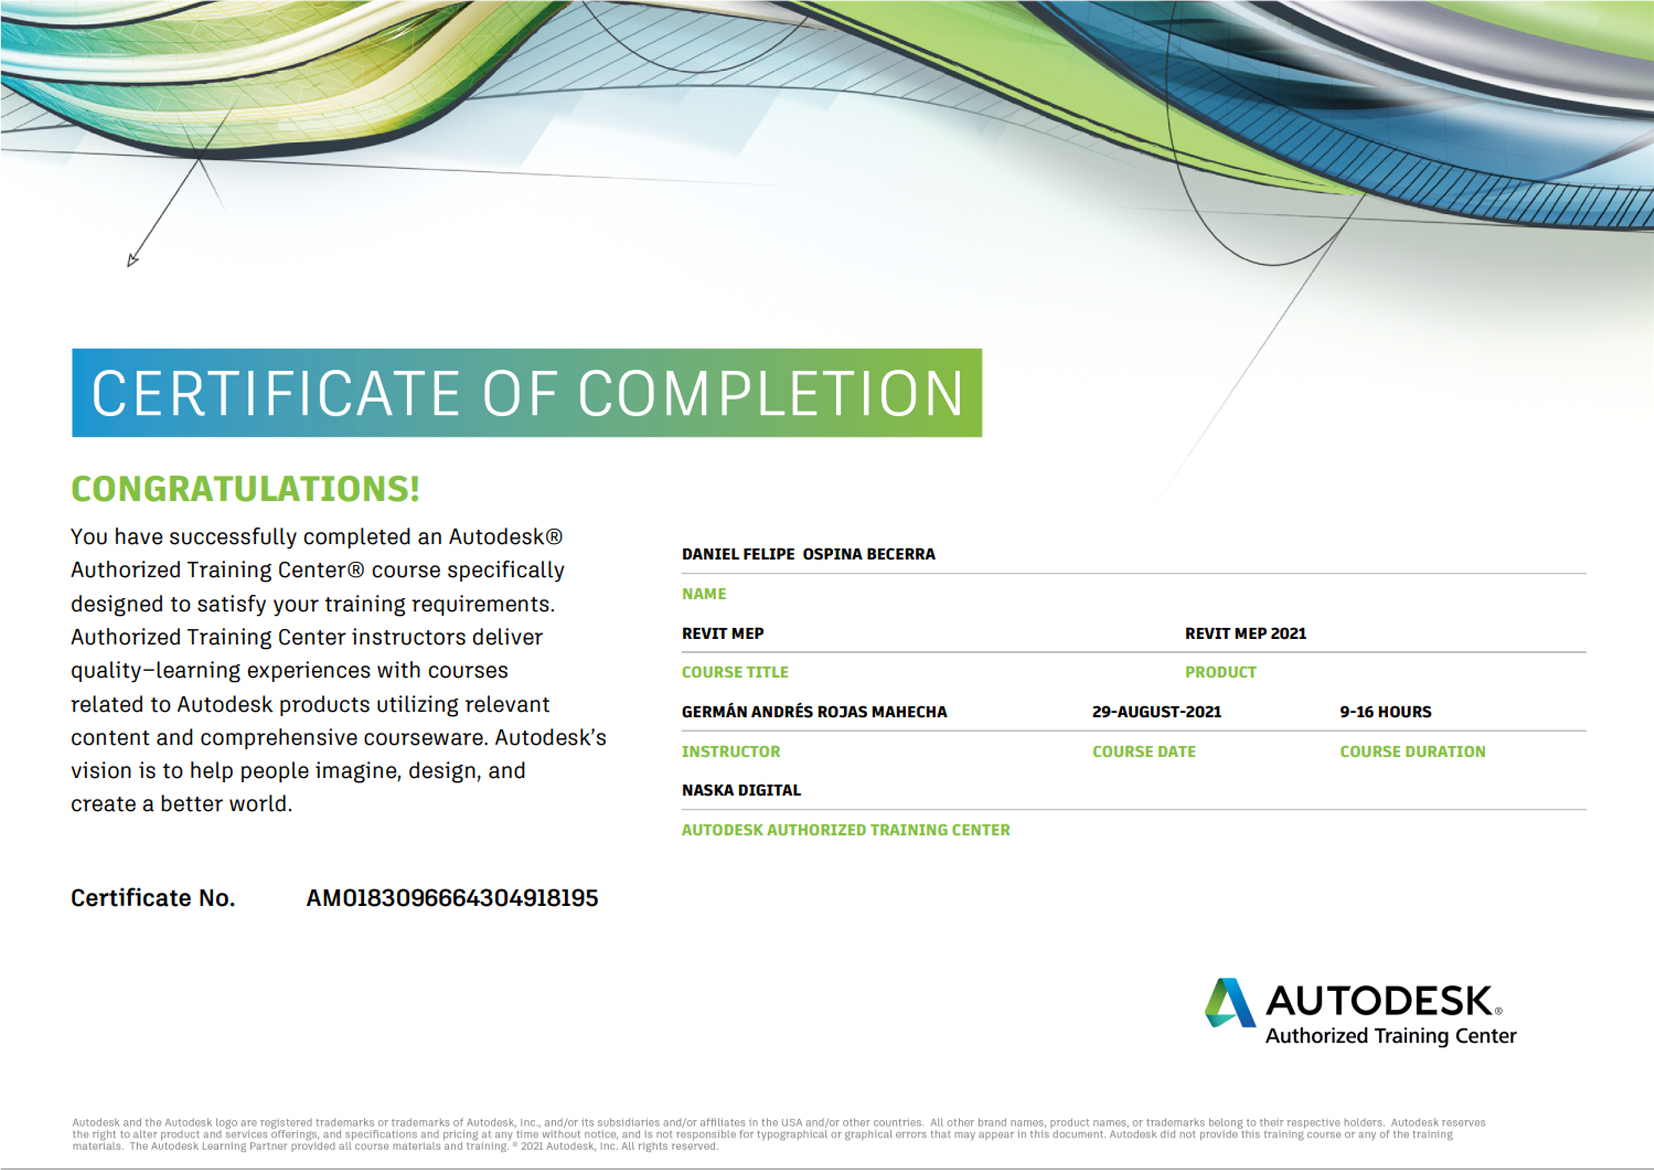 CERTIFICATE OF COMPLETION
CONGRATULATIONS!
You have successfully completed an Autodesk®
Authorized Training Center® course specifically
designed to satisfy your training requirements.
Authorized Training Center instructors deliver
quality–learning experiences with courses
related to Autodesk products utilizing relevant
content and comprehensive courseware. Autodesk’s
vision is to help people imagine, design, and
create a better world.
Certificate No. AM0183096664304918195
DANIEL FELIPE OSPINA BECERRA
NAME
REVIT MEP REVIT MEP 2021
COURSE TITLE PRODUCT
GERMÁN ANDRÉS ROJAS MAHECHA 29-AUGUST-2021 9-16 HOURS
INSTRUCTOR COURSE DATE COURSE DURATION
NASKA DIGITAL
AUTODESK AUTHORIZED TRAINING CENTER
AUTODESK®
Authorized Training Center
Autodesk and the Autodesk logo are registered trademarks or trademarks of Autodesk, Inc., and/or its subsidiaries and/or affiliates in the USA and/or other countries. All other brand names, product names, or trademarks belong to their respective holders. Autodesk reserves
the right to alter product and services offerings, and specifications and pricing at any time without notice, and is not responsible for typographical or graphical errors that may appear in this document. Autodesk did not provide this training course or any of the training
materials. The Autodesk Learning Partner provided all course materials and training. © 2021 Autodesk, Inc. All rights reserved.